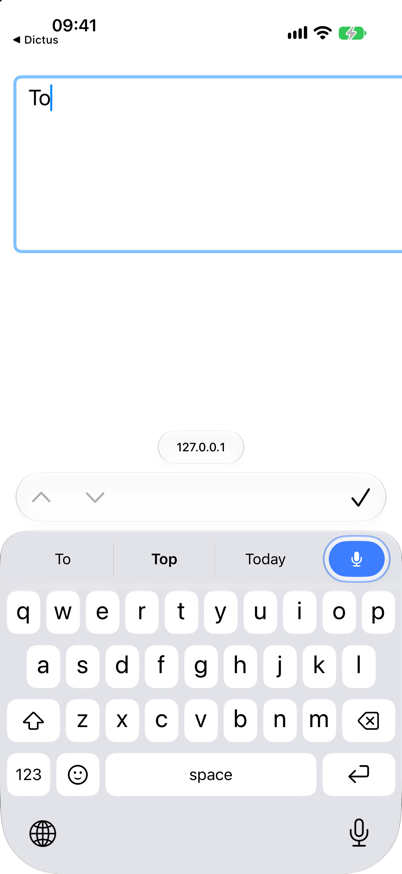 09:41
◀ Dictus
To
127.0.0.1
To Top Today
q w e r t y u i o p
a s d f g h j k l
z x c v b n m
123 space